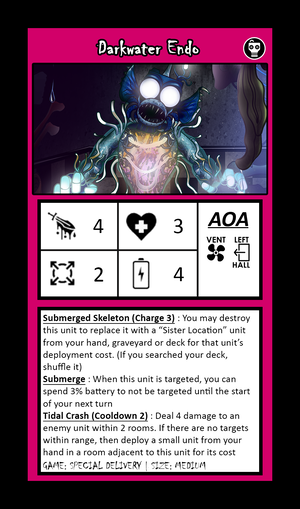 Darkwater Endo
4
3
AOA
VENT LEFT
HALL
2
4
Submerged Skeleton (Charge 3) : You may destroy
this unit to replace it with a “Sister Location” unit
from your hand, graveyard or deck for that unit’s
deployment cost. (If you searched your deck,
shuffle it)
Submerge : When this unit is targeted, you can
spend 3% battery to not be targeted until the start
of your next turn
Tidal Crash (Cooldown 2) : Deal 4 damage to an
enemy unit within 2 rooms. If there are no targets
within range, then deploy a small unit from your
hand in a room adjacent to this unit for its cost
GAME: SPECIAL DELIVERY | SIZE: MEDIUM